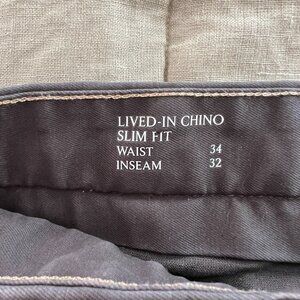 LIVED-IN CHINO
SLIM FIT
WAIST 34
INSEAM 32